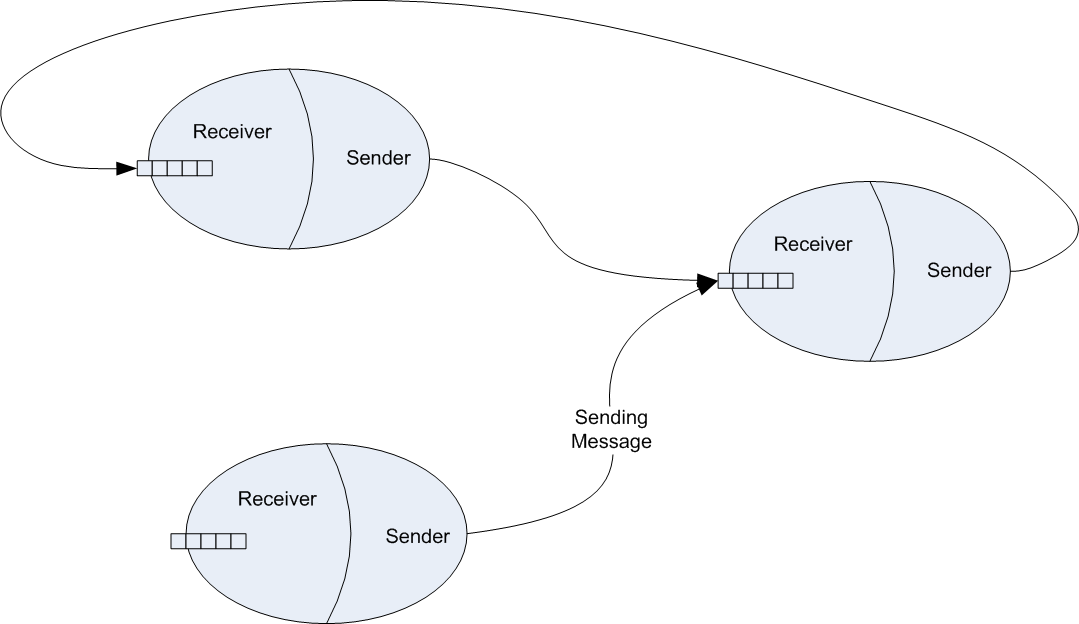 Receiver
Sender
Receiver
Sender
Sending
Message
Receiver
Sender